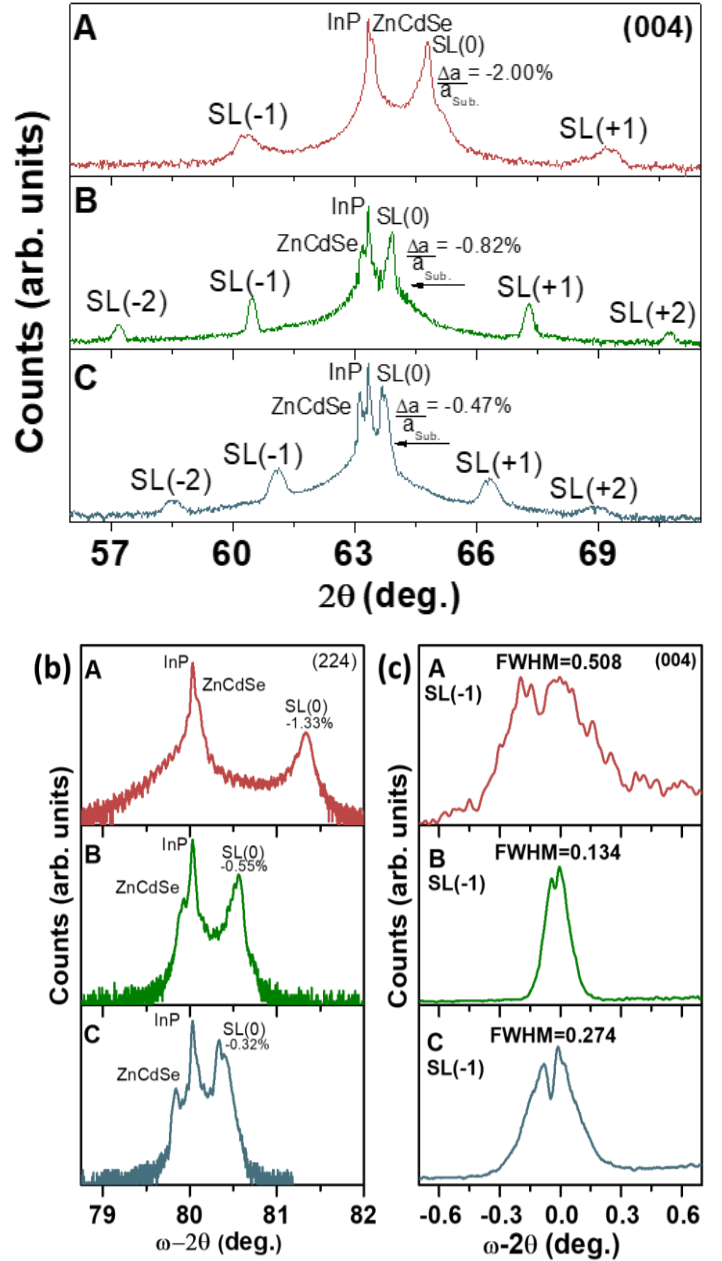 A
InP
ZnCdSe
(004)
SL(0)
Δa = -2.00%
a Sub.
SL(-1)
SL(+1)
B
InP
SL(0)
ZnCdSe
Δa = -0.82%
a Sub.
SL(-2)
SL(-1)
SL(+1)
SL(+2)
C
InP
SL(0)
ZnCdSe
Δa = -0.47%
a Sub.
SL(-2)
SL(-1)
SL(+1)
SL(+2)
Counts (arb. units)
57 60 63 66 69
2θ (deg.)
(b)
A
InP
(224)
ZnCdSe
SL(0)
-1.33%
B
InP
SL(0)
-0.55%
ZnCdSe
C
InP
SL(0)
-0.32%
ZnCdSe
Counts (arb. units)
79 80 81 82
ω−2θ (deg.)
(c)
A
FWHM=0.508
(004)
SL(-1)
B
FWHM=0.134
SL(-1)
C
FWHM=0.274
SL(-1)
Counts (arb. units)
-0.6 -0.3 0.0 0.3 0.6
ω-2θ (deg.)